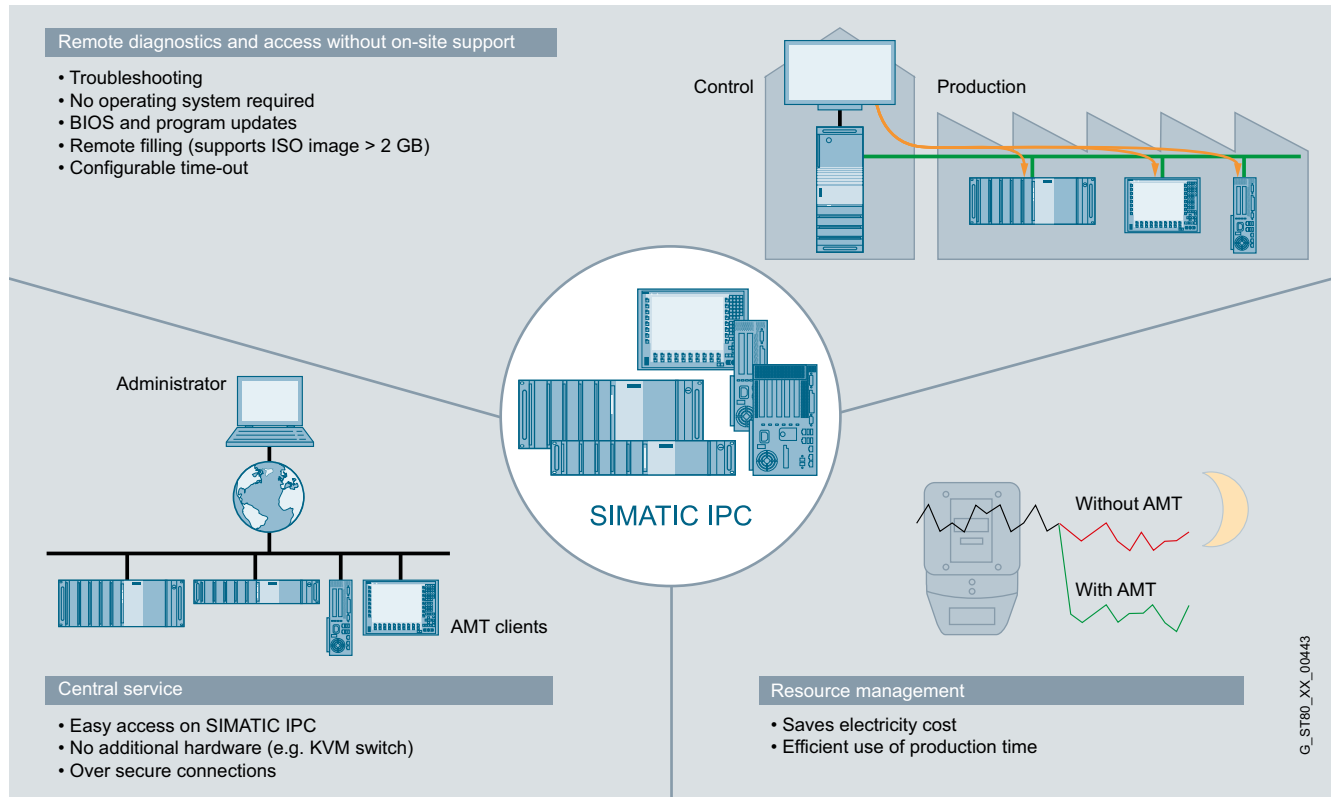 Remote diagnostics and access without on-site support
• Troubleshooting
• No operating system required
• BIOS and program updates
• Remote filling (supports ISO image > 2 GB)
• Configurable time-out
Control
Production
SIMATIC IPC
Administrator
AMT clients
Central service
• Easy access on SIMATIC IPC
• No additional hardware (e.g. KVM switch)
• Over secure connections
Without AMT
With AMT
Resource management
• Saves electricity cost
• Efficient use of production time
G_ST80_XX_00443